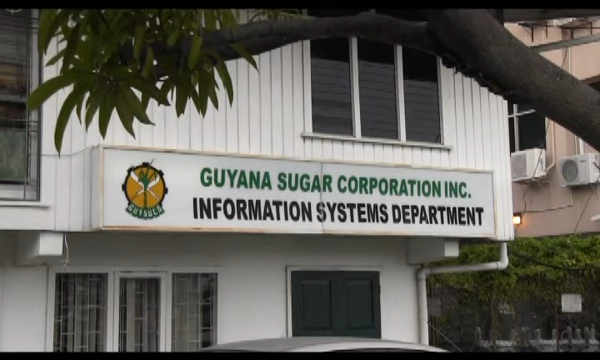 GUYANA SUGAR CORPORATION INC.
INFORMATION SYSTEMS DEPARTMENT
GUYSUCO